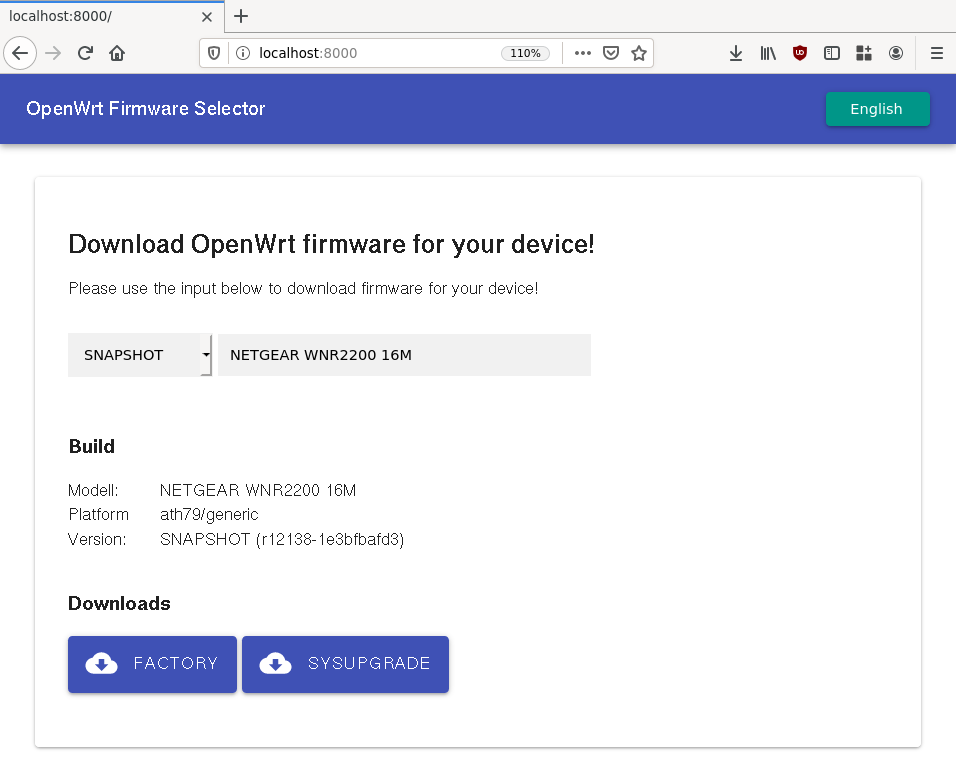 localhost:8000/
localhost:8000 110%
OpenWrt Firmware Selector English
Download OpenWrt firmware for your device!
Please use the input below to download firmware for your device!
SNAPSHOT NETGEAR WNR2200 16M
Build
Modell: NETGEAR WNR2200 16M
Platform ath79/generic
Version: SNAPSHOT (r12138-1e3bfbafd3)
Downloads
FACTORY SYSUPGRADE